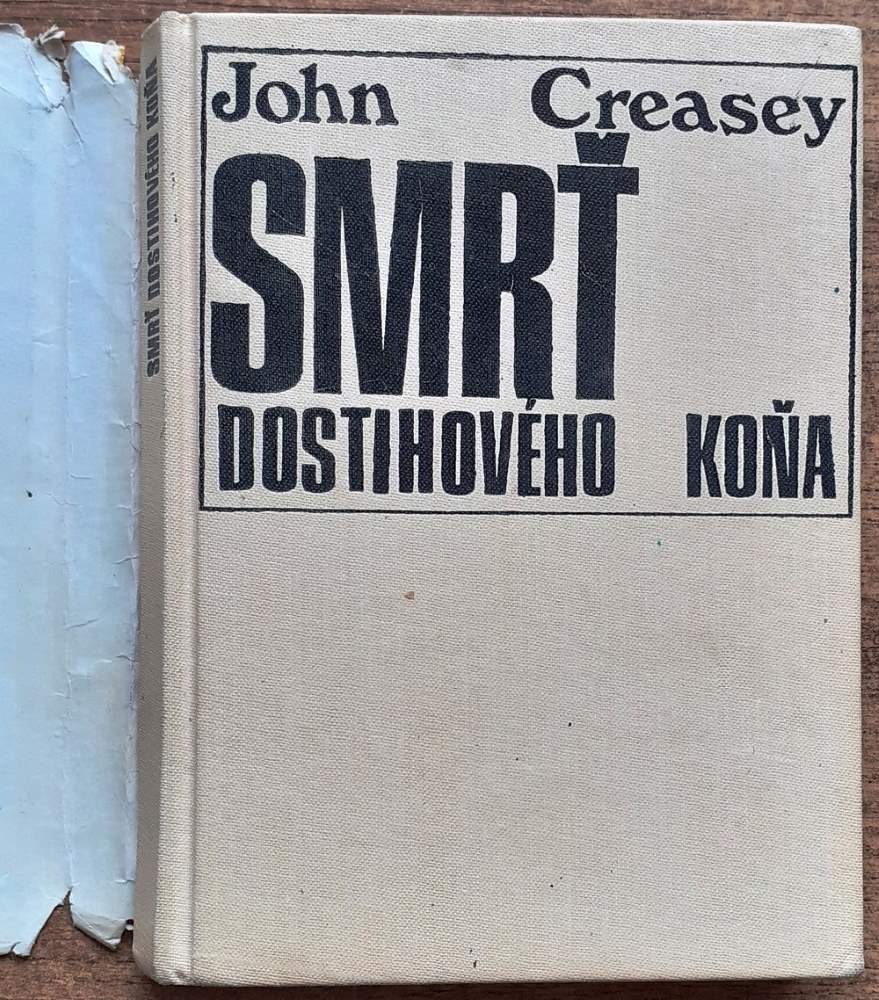 John Creasey
SMRŤ
DOSTIHOVÉHO KOŇA
SMRŤ DOSTIHOVÉHO KOŇA